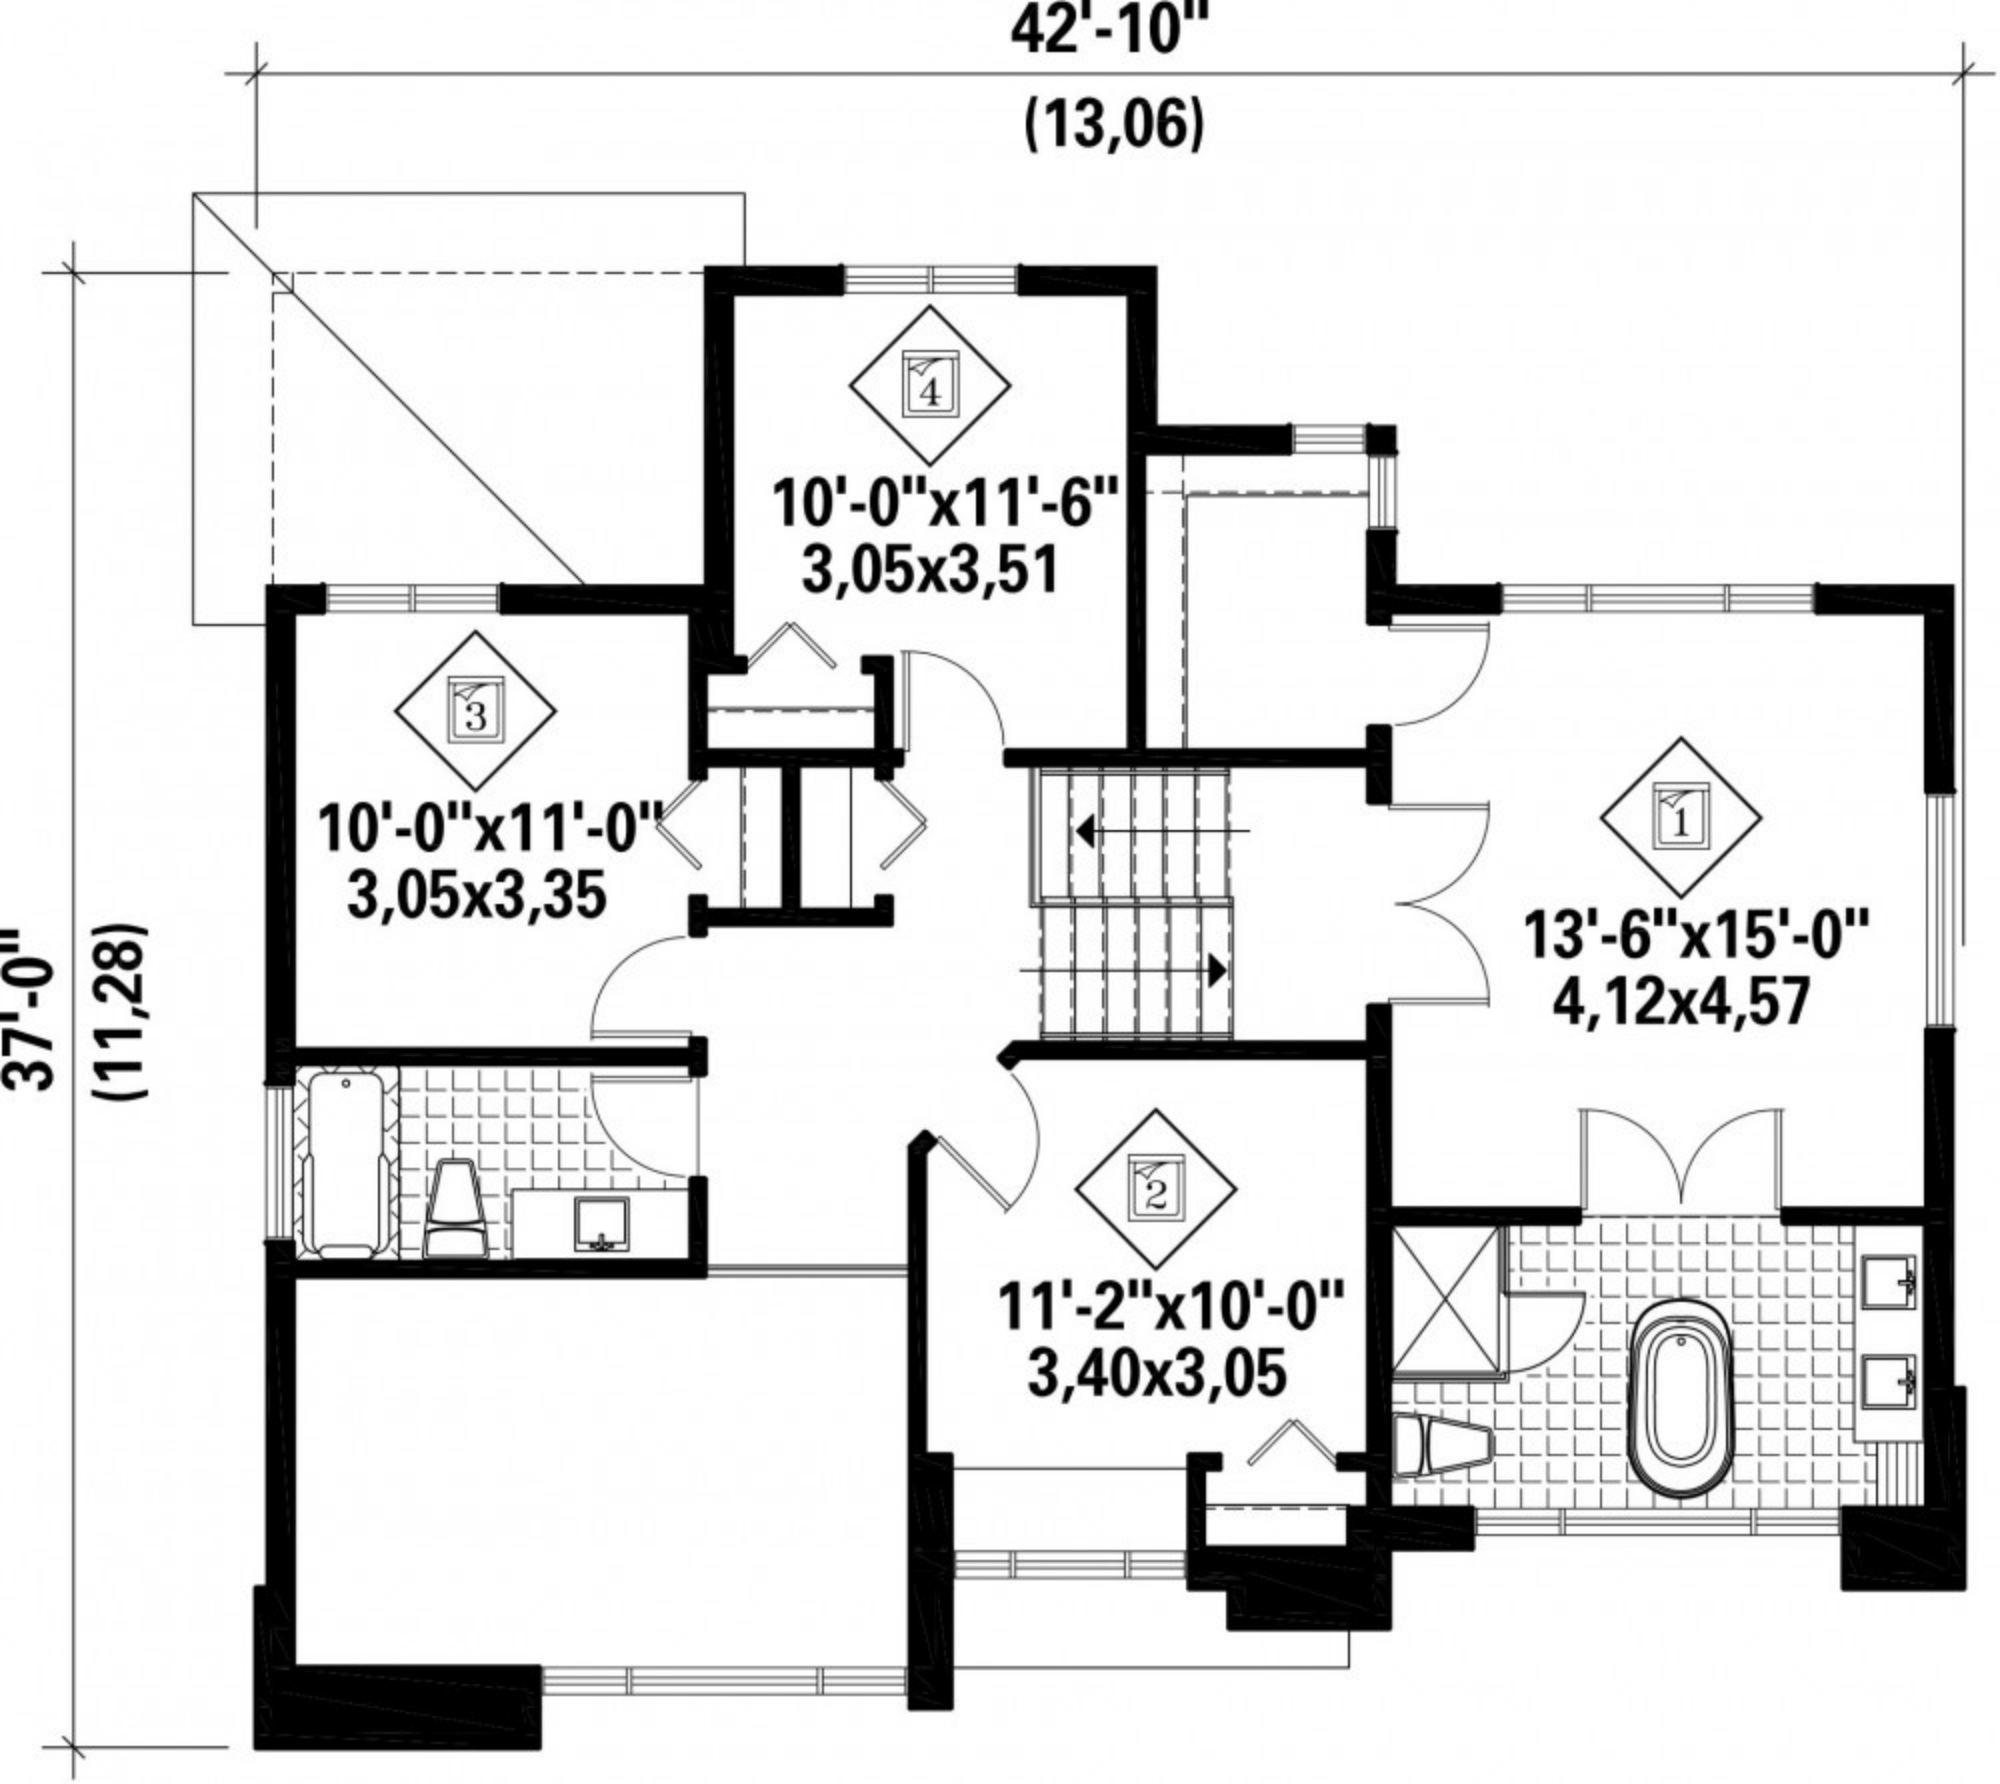 42'-10"
(13,06)
4
10'-0"x11'-6"
3,05x3,51
3
10'-0"x11'-0"
3,05x3,35
1
13'-6"x15'-0"
4,12x4,57
37'-0"
(11,28)
2
11'-2"x10'-0"
3,40x3,05